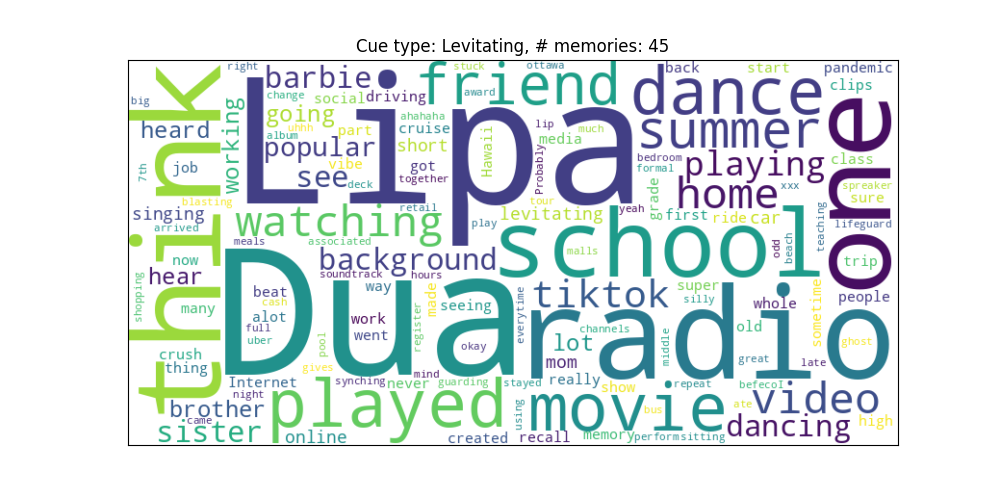 Cue type: Levitating, # memories: 45
right
stuck
ottawa
back
start
pandemic
barbie
friend
dance
clips
big
change
social
driving
award
going
working
heard
album
uhhh
part
ahahaha
cruise
lip
media
much
summer
think
Lipa
one
popular
short
Hawaii
Probably
job
7th
vibe
see
deck
got
together
bedroom
formal
playing
class
xxx
spreaker
sure
home
blasting
retail
tour
yeah
grade
singing
arrived
watching
play
levitating
first
ride
car
teaching
lifeguard
meals
associated
school
malls
odd
beach
now
hear
background
soundtrack
hours
trip
shopping
many
beat
cash
alot
full
uber
way
made
seeing
tiktok
super
silly
whole
people
sometime
Dua
radio
work
went
pool
register
everytime
okay
channels
lot
middle
old
ghost
crush
thing
mom
great
late
gives
mind
Internet
synching
never
guarding
stayed
really
show
repeat
befecol
night
brother
came
played
using
movie
bus
ate
video
sister
online
created
recall
memory
perform
sitting
dancing
high